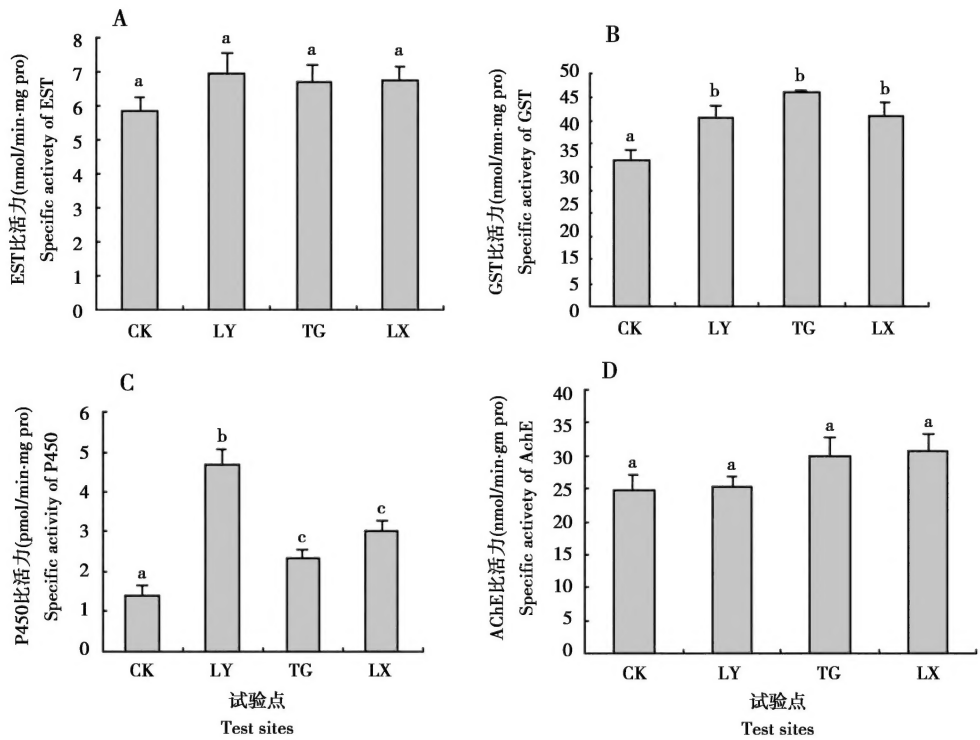 A
8
7
6
5
4
3
2
1
0
EST比活力(nmol/min-mg pro)
Specific activety of EST
a
a
a
a
CK LY TG LX
B
50
45
40
35
30
25
20
15
10
5
0
GST比活力(nmol/mn-mg pro)
Specific activety of GST
a
b
b
b
CK LY TG LX
C
6
5
4
3
2
1
0
P450比活力(pmol/min-mg pro)
Specific activity of P450
a
b
c
c
CK LY TG LX
试验点
Test sites
D
40
35
30
25
20
15
10
5
0
AChE比活力(nmol/min-gm pro)
Specific activety of AchE
a
a
a
a
CK LY TG LX
试验点
Test sites